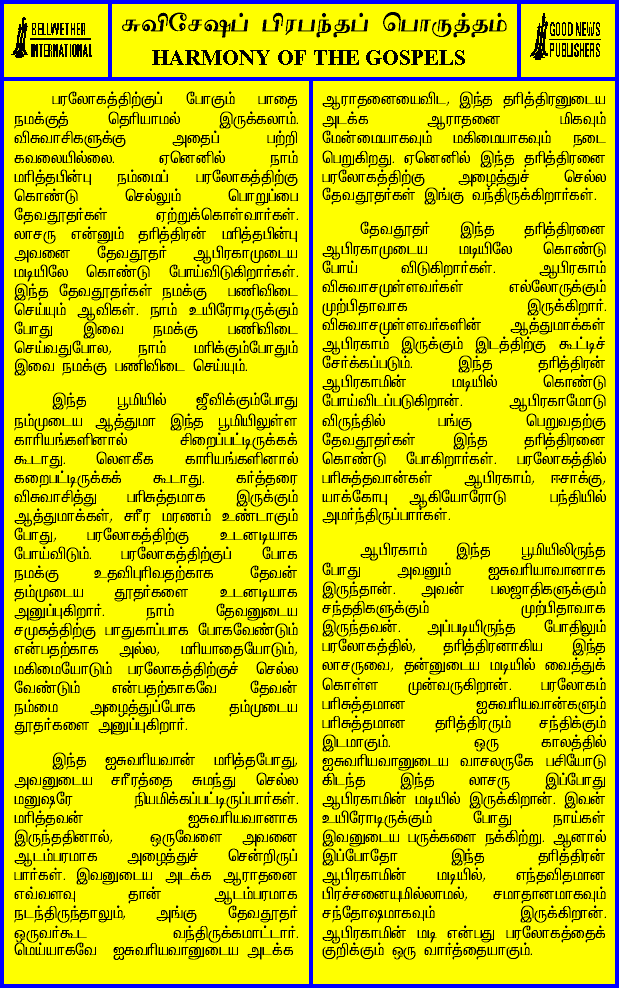 BELLWETHER
INTERNATIONAL
சுவிசேஷப் பிரபந்தப் பொருத்தம்
HARMONY OF THE GOSPELS
GOOD NEWS
PUBLISHERS
பரலோகத்திற்குப் போகும் பாதை
நமக்குத் தெரியாமல் இருக்கலாம்.
விசுவாசிகளுக்கு அதைப் பற்றி
கவலையில்லை. ஏனெனில் நாம்
மரித்தபின்பு நம்மைப் பரலோகத்திற்கு
கொண்டு செல்லும் பொறுப்பை
தேவதூதர்கள் ஏற்றுக்கொள்வார்கள்.
லாசரு என்னும் தரித்திரன் மரித்தபின்பு
அவனை தேவதூதர் ஆபிரகாமுடைய
மடியிலே கொண்டு போய்விடுகிறார்கள்.
இந்த தேவதூதர்கள் நமக்கு பணிவிடை
செய்யும் ஆவிகள். நாம் உயிரோடிருக்கும்
போது இவை நமக்கு பணிவிடை
செய்வதுபோல, நாம் மரிக்கும்போதும்
இவை நமக்கு பணிவிடை செய்யும்.
இந்த பூமியில் ஜீவிக்கும்போது
நம்முடைய ஆத்துமா இந்த பூமியிலுள்ள
காரியங்களினால் சிறைப்பட்டிருக்கக்
கூடாது. லௌகீக காரியங்களினால்
கறைபட்டிருக்கக் கூடாது. கர்த்தரை
விசுவாசித்து பரிசுத்தமாக இருக்கும்
ஆத்துமாக்கள், சரீர மரணம் உண்டாகும்
போது, பரலோகத்திற்கு உடனடியாக
போய்விடும். பரலோகத்திற்குப் போக
நமக்கு உதவிபுரிவதற்காக தேவன்
தம்முடைய தூதர்களை உடனடியாக
அனுப்புகிறார். நாம் தேவனுடைய
சமுகத்திற்கு பாதுகாப்பாக போகவேண்டும்
என்பதற்காக அல்ல, மரியாதையோடும்,
மகிமையோடும் பரலோகத்திற்குச் செல்ல
வேண்டும் என்பதற்காகவே தேவன்
நம்மை அழைத்துப்போக தம்முடைய
தூதர்களை அனுப்புகிறார்.
இந்த ஐசுவரியவான் மரித்தபோது,
அவனுடைய சரீரத்தை சுமந்து செல்ல
மனுஷரே நியமிக்கப்பட்டிருப்பார்கள்.
மரித்தவன் ஐசுவரியவானாக
இருந்ததினால், ஒருவேளை அவனை
ஆடம்பரமாக அழைத்துச் சென்றிருப்
பார்கள். இவனுடைய அடக்க ஆராதனை
எவ்வளவு தான் ஆடம்பரமாக
நடந்திருந்தாலும், அங்கு தேவதூதர்
ஒருவர்கூட வந்திருக்கமாட்டார்.
மெய்யாகவே ஐசுவரியவானுடைய அடக்க
ஆராதனையைவிட, இந்த தரித்திரனுடைய
அடக்க ஆராதனை மிகவும்
மேன்மையாகவும் மகிமையாகவும் நடை
பெறுகிறது. ஏனெனில் இந்த தரித்திரனை
பரலோகத்திற்கு அழைத்துச் செல்ல
தேவதூதர்கள் இங்கு வந்திருக்கிறார்கள்.
தேவதூதர் இந்த தரித்திரனை
ஆபிரகாமுடைய மடியிலே கொண்டு
போய் விடுகிறார்கள். ஆபிரகாம்
விசுவாசமுள்ளவர்கள் எல்லோருக்கும்
முற்பிதாவாக இருக்கிறார்.
விசுவாசமுள்ளவர்களின் ஆத்துமாக்கள்
ஆபிரகாம் இருக்கும் இடத்திற்கு கூட்டிச்
சேர்க்கப்படும். இந்த தரித்திரன்
ஆபிரகாமின் மடியில் கொண்டு
போய்விடப்படுகிறான். ஆபிரகாமோடு
விருந்தில் பங்கு பெறுவதற்கு
தேவதூதர்கள் இந்த தரித்திரனை
கொண்டு போகிறார்கள். பரலோகத்தில்
பரிசுத்தவான்கள் ஆபிரகாம், ஈசாக்கு,
யாக்கோபு ஆகியோரோடு பந்தியில்
அமர்ந்திருப்பார்கள்.
ஆபிரகாம் இந்த பூமியிலிருந்த
போது அவனும் ஐசுவரியாவானாக
இருந்தான். அவன் பலஜாதிகளுக்கும்
சந்ததிகளுக்கும் முற்பிதாவாக
இருந்தவன். அப்படியிருந்த போதிலும்
பரலோகத்தில், தரித்திரனாகிய இந்த
லாசருவை, தன்னுடைய மடியில் வைத்துக்
கொள்ள முன்வருகிறான். பரலோகம்
பரிசுத்தமான ஐசுவரியவான்களும்
பரிசுத்தமான தரித்திரரும் சந்திக்கும்
இடமாகும். ஒரு காலத்தில்
ஐசுவரியவானுடைய வாசலருகே பசியோடு
கிடந்த இந்த லாசரு இப்போது
ஆபிரகாமின் மடியில் இருக்கிறான். இவன்
உயிரோடிருக்கும் போது நாய்கள்
இவனுடைய பருக்களை நக்கிற்று. ஆனால்
இப்போதோ இந்த தரித்திரன்
ஆபிரகாமின் மடியில், எந்தவிதமான
பிரச்சனையுமில்லாமல், சமாதானமாகவும்
சந்தோஷமாகவும் இருக்கிறான்.
ஆபிரகாமின் மடி என்பது பரலோகத்தைக்
குறிக்கும் ஒரு வார்த்தையாகும்.